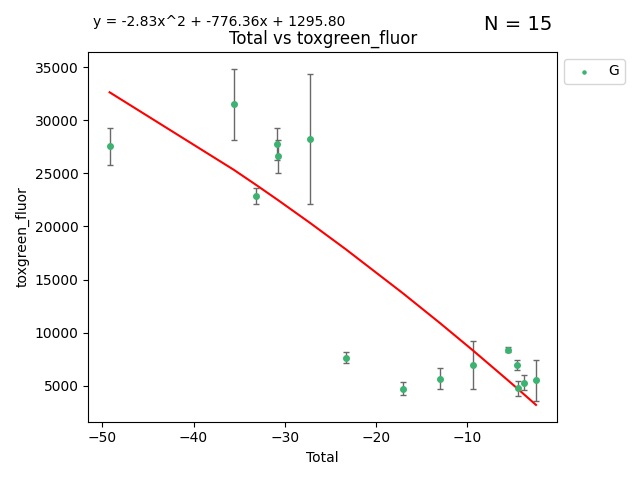 y = -2.83x^2 + -776.36x + 1295.80
N = 15
Total vs toxgreen_fluor
G
35000
30000
25000
20000
15000
10000
5000
toxgreen_fluor
−50
−40
−30
−20
−10
Total